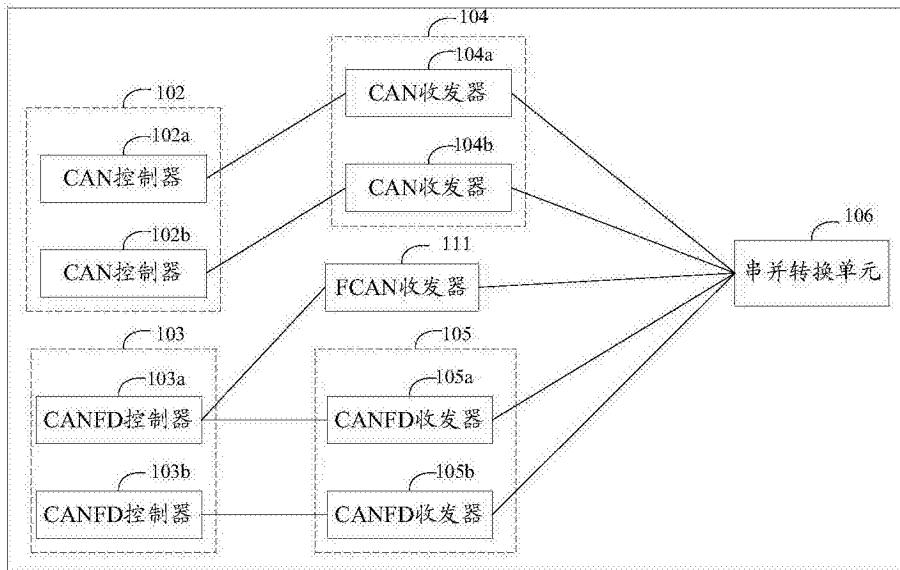 104
104a
CAN收发器
102
102a
CAN控制器
104b
CAN收发器
102b
CAN控制器
111
FCAN收发器
106
串并转换单元
103
103a
CANFD控制器
105
105a
CANFD收发器
103b
CANFD控制器
105b
CANFD收发器